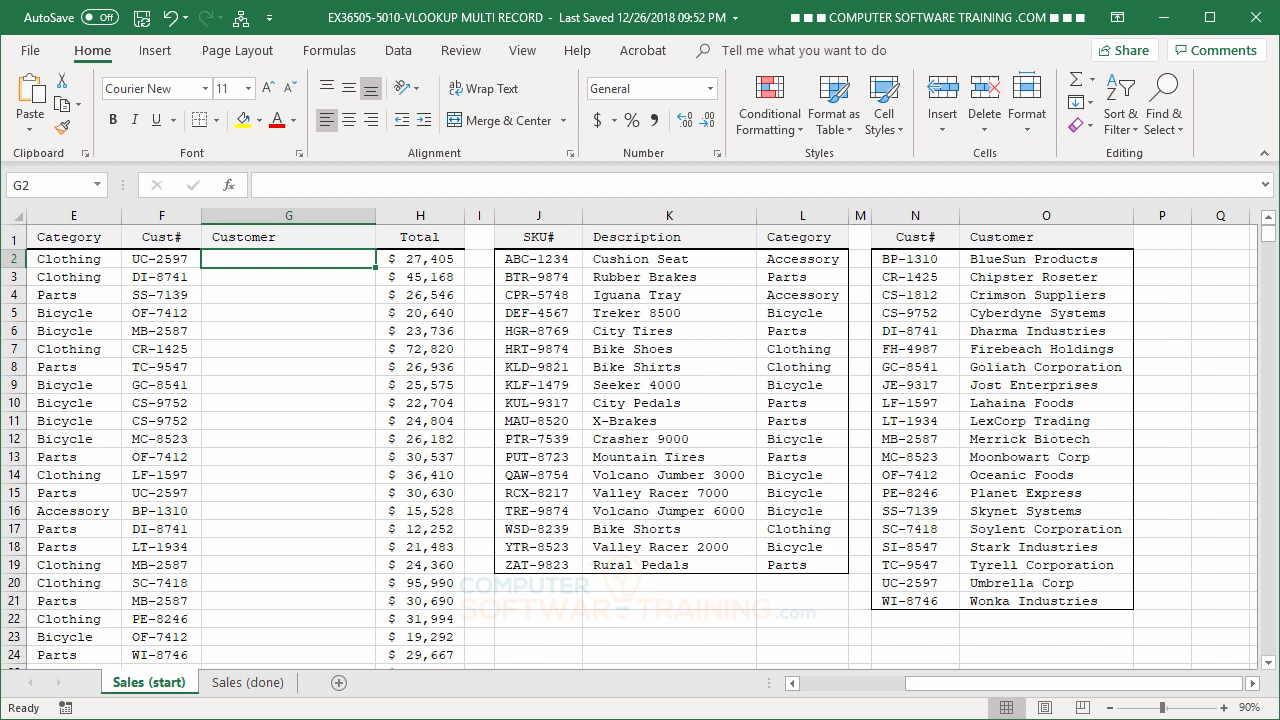 AutoSave Off EX36505-5010-VLOOKUP MULTI RECORD - Last Saved 12/26/2018 09:52 PM ■ ■ ■ COMPUTER SOFTWARE TRAINING .COM ■ ■ ■
File Home Insert Page Layout Formulas Data Review View Help Acrobat Tell me what you want to do Share Comments
Paste
Courier New 11
B I U
Wrap Text
Merge & Center
General
$ % ,
Conditional Formatting
Format as Table
Cell Styles
Insert Delete Format
Sort & Filter
Find & Select
Clipboard Font Alignment Number Styles Cells Editing
G2 fx
E F G H I J K L M N O P Q
1 Category Cust# Customer Total SKU# Description Category Cust# Customer
2 Clothing UC-2597 $ 27,405 ABC-1234 Cushion Seat Accessory BP-1310 BlueSun Products
3 Clothing DI-8741 $ 45,168 BTR-9874 Rubber Brakes Parts CR-1425 Chipster Roseter
4 Parts SS-7139 $ 26,546 CPR-5748 Iguana Tray Accessory CS-1812 Crimson Suppliers
5 Bicycle OF-7412 $ 20,640 DEF-4567 Treker 8500 Bicycle CS-9752 Cyberdyne Systems
6 Bicycle MB-2587 $ 23,736 HGR-8769 City Tires Parts DI-8741 Dharma Industries
7 Clothing CR-1425 $ 72,820 HRT-9874 Bike Shoes Clothing FH-4987 Firebeach Holdings
8 Parts TC-9547 $ 26,936 KLD-9821 Bike Shirts Clothing GC-8541 Goliath Corporation
9 Bicycle GC-8541 $ 25,575 KLF-1479 Seeker 4000 Bicycle JE-9317 Jost Enterprises
10 Bicycle CS-9752 $ 22,704 KUL-9317 City Pedals Parts LF-1597 Lahaina Foods
11 Bicycle CS-9752 $ 24,804 MAU-8520 X-Brakes Parts LT-1934 LexCorp Trading
12 Bicycle MC-8523 $ 26,182 PTR-7539 Crasher 9000 Bicycle MB-2587 Merrick Biotech
13 Parts OF-7412 $ 30,537 PUT-8723 Mountain Tires Parts MC-8523 Moonbowart Corp
14 Clothing LF-1597 $ 36,410 QAW-8754 Volcano Jumber 3000 Bicycle OF-7412 Oceanic Foods
15 Parts UC-2597 $ 30,630 RCX-8217 Valley Racer 7000 Bicycle PE-8246 Planet Express
16 Accessory BP-1310 $ 15,528 TRE-9874 Volcano Jumper 6000 Bicycle SS-7139 Skynet Systems
17 Parts DI-8741 $ 12,252 WSD-8239 Bike Shorts Clothing SC-7418 Soylent Corporation
18 Parts LT-1934 $ 21,483 YTR-8523 Valley Racer 2000 Bicycle SI-8547 Stark Industries
19 Clothing MB-2587 $ 24,360 ZAT-9823 Rural Pedals Parts TC-9547 Tyrell Corporation
20 Clothing SC-7418 $ 95,990 UC-2597 Umbrella Corp
21 Parts MB-2587 $ 30,690 WI-8746 Wonka Industries
22 Clothing PE-8246 $ 31,994
23 Bicycle OF-7412 $ 19,292
24 Parts WI-8746 $ 29,667
COMPUTER
SOFTWARE TRAINING.com
Sales (start) Sales (done)
Ready 90%